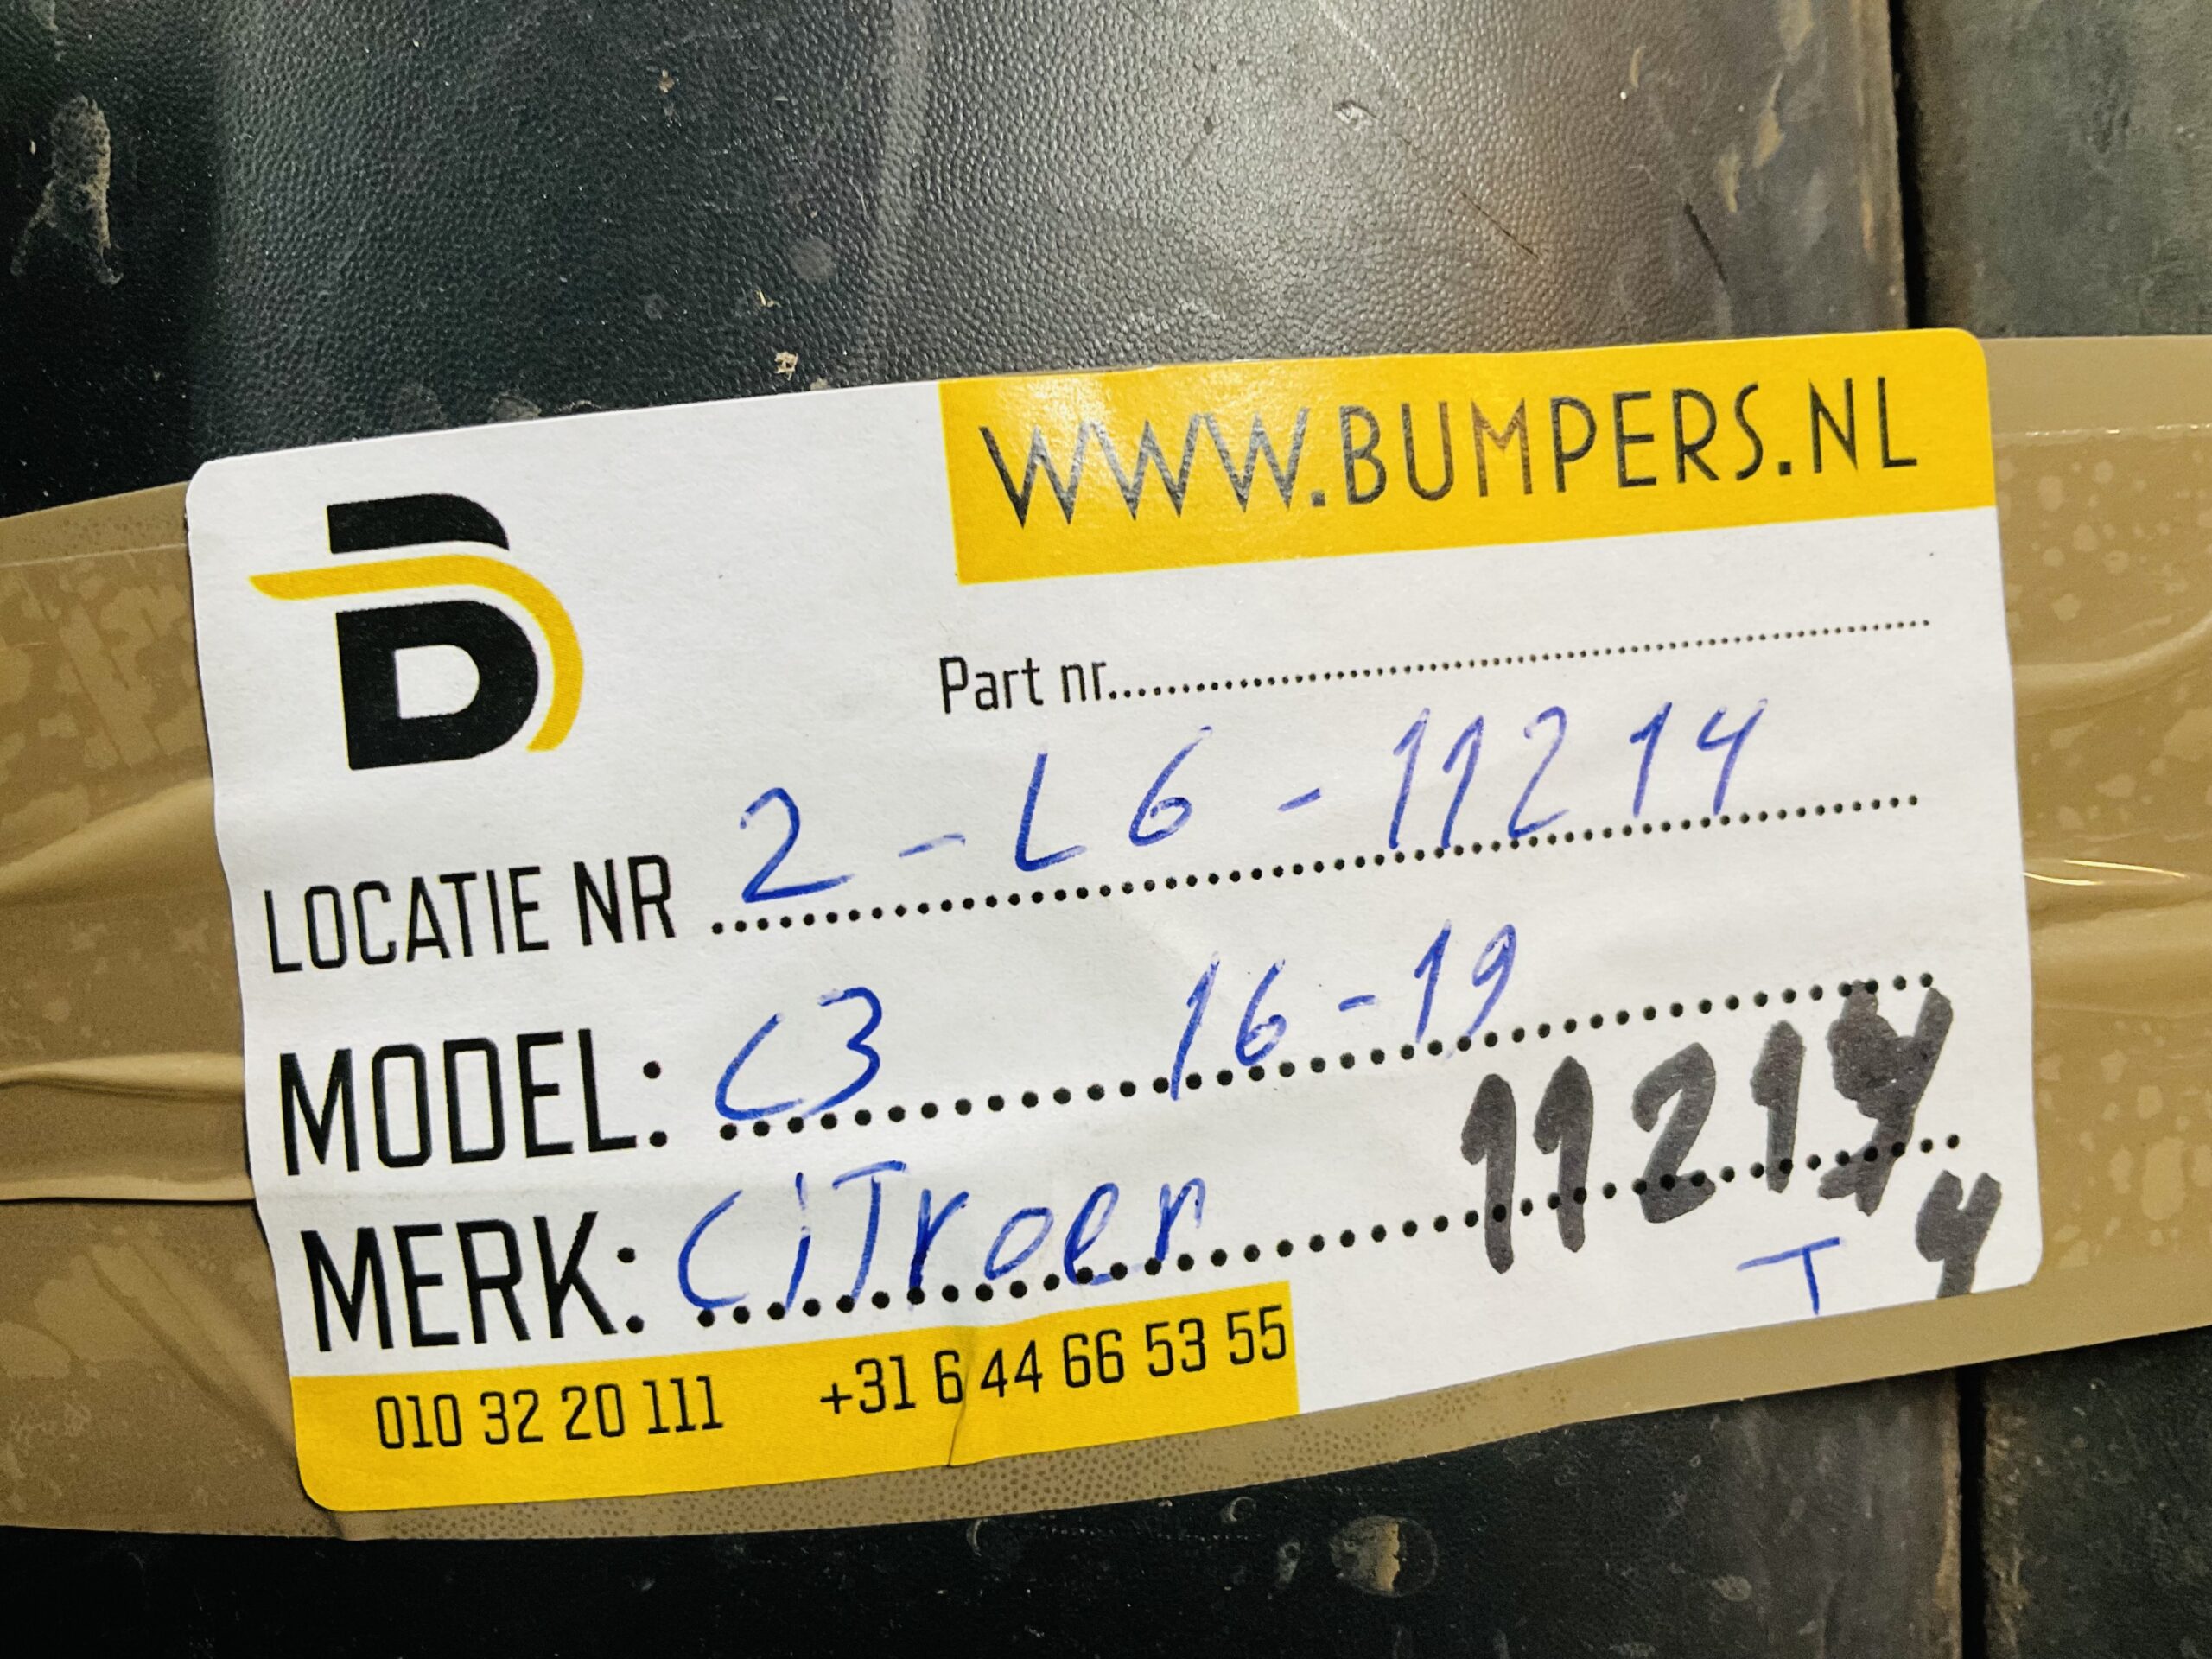 WWW.BUMPERS.NL
B
Part nr.
LOCATIE NR 2-L6-11214
MODEL: C3 16-19
MERK: CiTroen
11214
T 4
010 32 20 111 +31 6 44 66 53 55